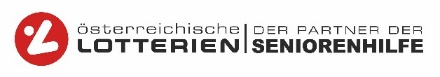 österreichische
LOTTERIEN
DER PARTNER DER
SENIORENHILFE